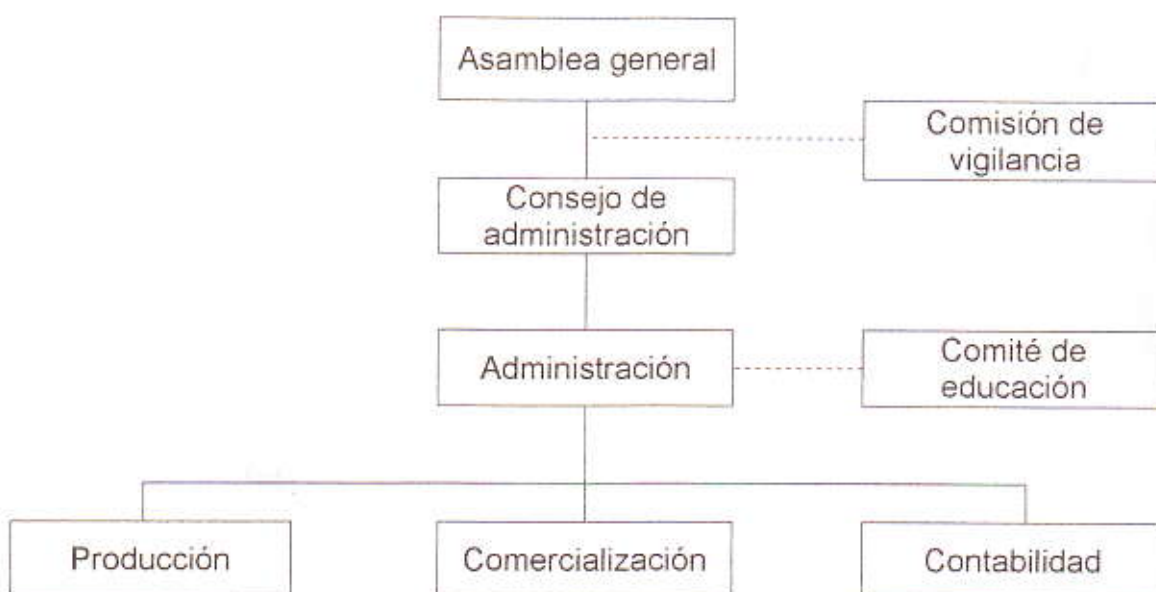 Asamblea general
Comisión de
vigilancia
Consejo de
administración
Administración
Comité de
educación
Producción
Comercialización
Contabilidad